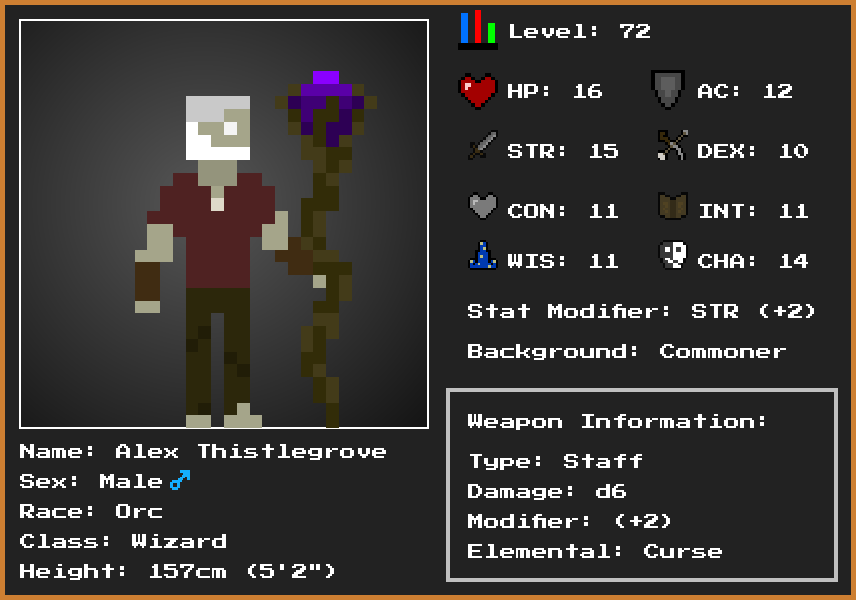 Level: 72
HP: 16 AC: 12
STR: 15 DEX: 10
CON: 11 INT: 11
WIS: 11 CHA: 14
Stat Modifier: STR (+2)
Background: Commoner
Weapon Information:
Type: Staff
Damage: d6
Modifier: (+2)
Elemental: Curse
Name: Alex Thistlegrove
Sex: Male♂
Race: Orc
Class: Wizard
Height: 157cm (5'2")